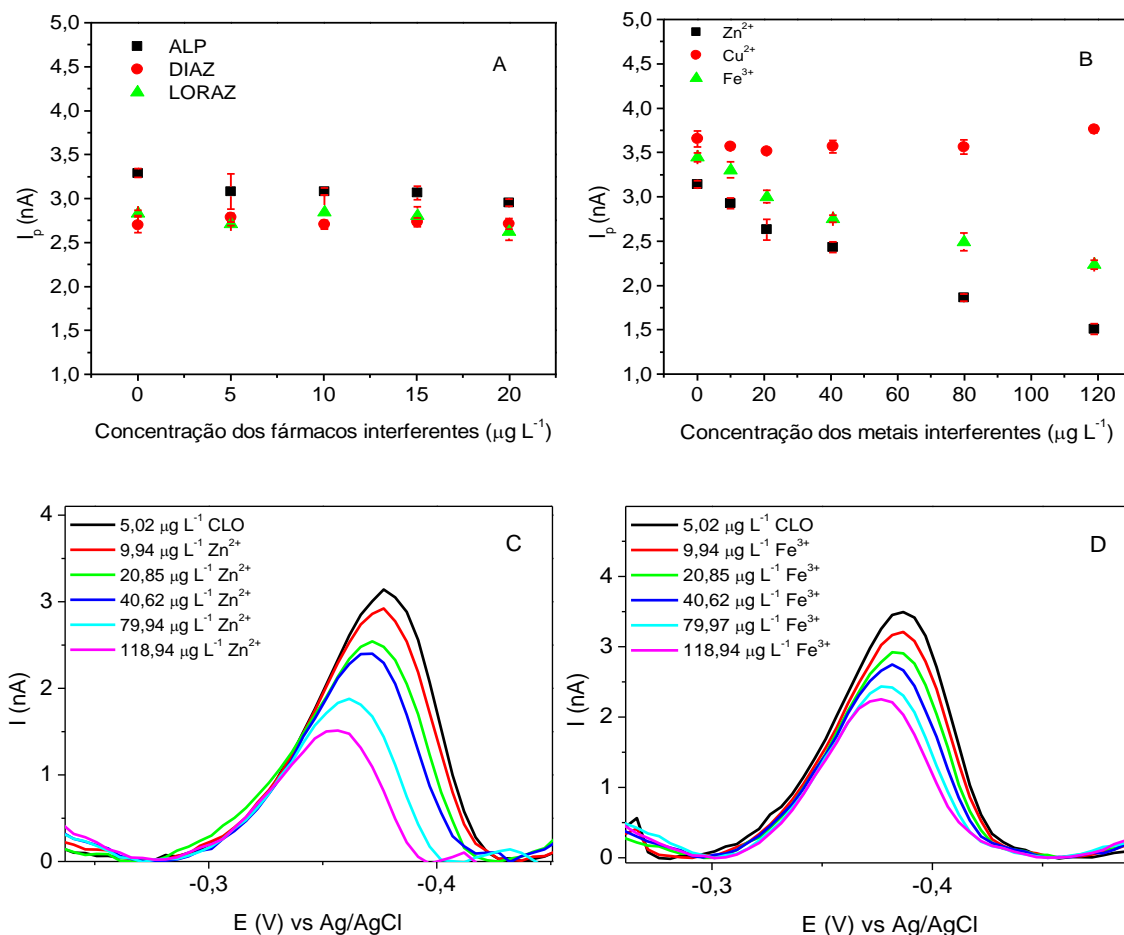 A
5,0
4,5
4,0
3,5
3,0
2,5
2,0
1,5
1,0
Ip (nA)
ALP
DIAZ
LORAZ
0 5 10 15 20
Concentração dos fármacos interferentes (μg L-1)
B
5,0
4,5
4,0
3,5
3,0
2,5
2,0
1,5
1,0
Ip (nA)
Zn2+
Cu2+
Fe3+
0 20 40 60 80 100 120
Concentração dos metais interferentes (μg L-1)
C
4
3
2
1
0
I (nA)
5,02 μg L-1 CLO
9,94 μg L-1 Zn2+
20,85 μg L-1 Zn2+
40,62 μg L-1 Zn2+
79,94 μg L-1 Zn2+
118,94 μg L-1 Zn2+
-0,3 -0,4
E (V) vs Ag/AgCl
D
4
3
2
1
0
I (nA)
5,02 μg L-1 CLO
9,94 μg L-1 Fe3+
20,85 μg L-1 Fe3+
40,62 μg L-1 Fe3+
79,97 μg L-1 Fe3+
118,94 μg L-1 Fe3+
-0,3 -0,4
E (V) vs Ag/AgCl